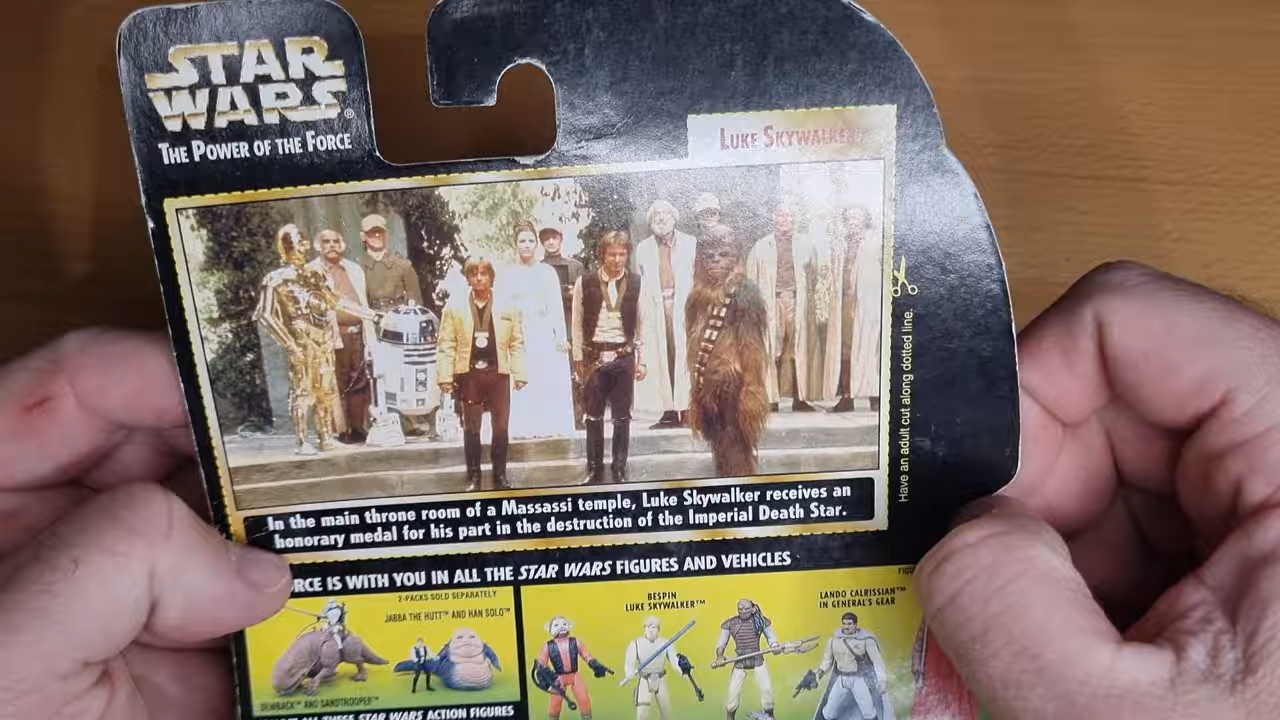 STAR
WARS®
THE POWER OF THE FORCE
LUKE SKYWALKER
Have an adult cut along dotted line.
In the main throne room of a Massassi temple, Luke Skywalker receives an
honorary medal for his part in the destruction of the Imperial Death Star.
RCE IS WITH YOU IN ALL THE STAR WARS FIGURES AND VEHICLES
2-PACKS SOLD SEPARATELY
JABBA THE HUTT™ AND HAN SOLO™
DEWBACK™ AND SANDTROOPER™
BESPIN
LUKE SKYWALKER™
LANDO CALRISSIAN™
IN GENERAL'S GEAR
FIGU
ALL THESE STAR WARS ACTION FIGURES